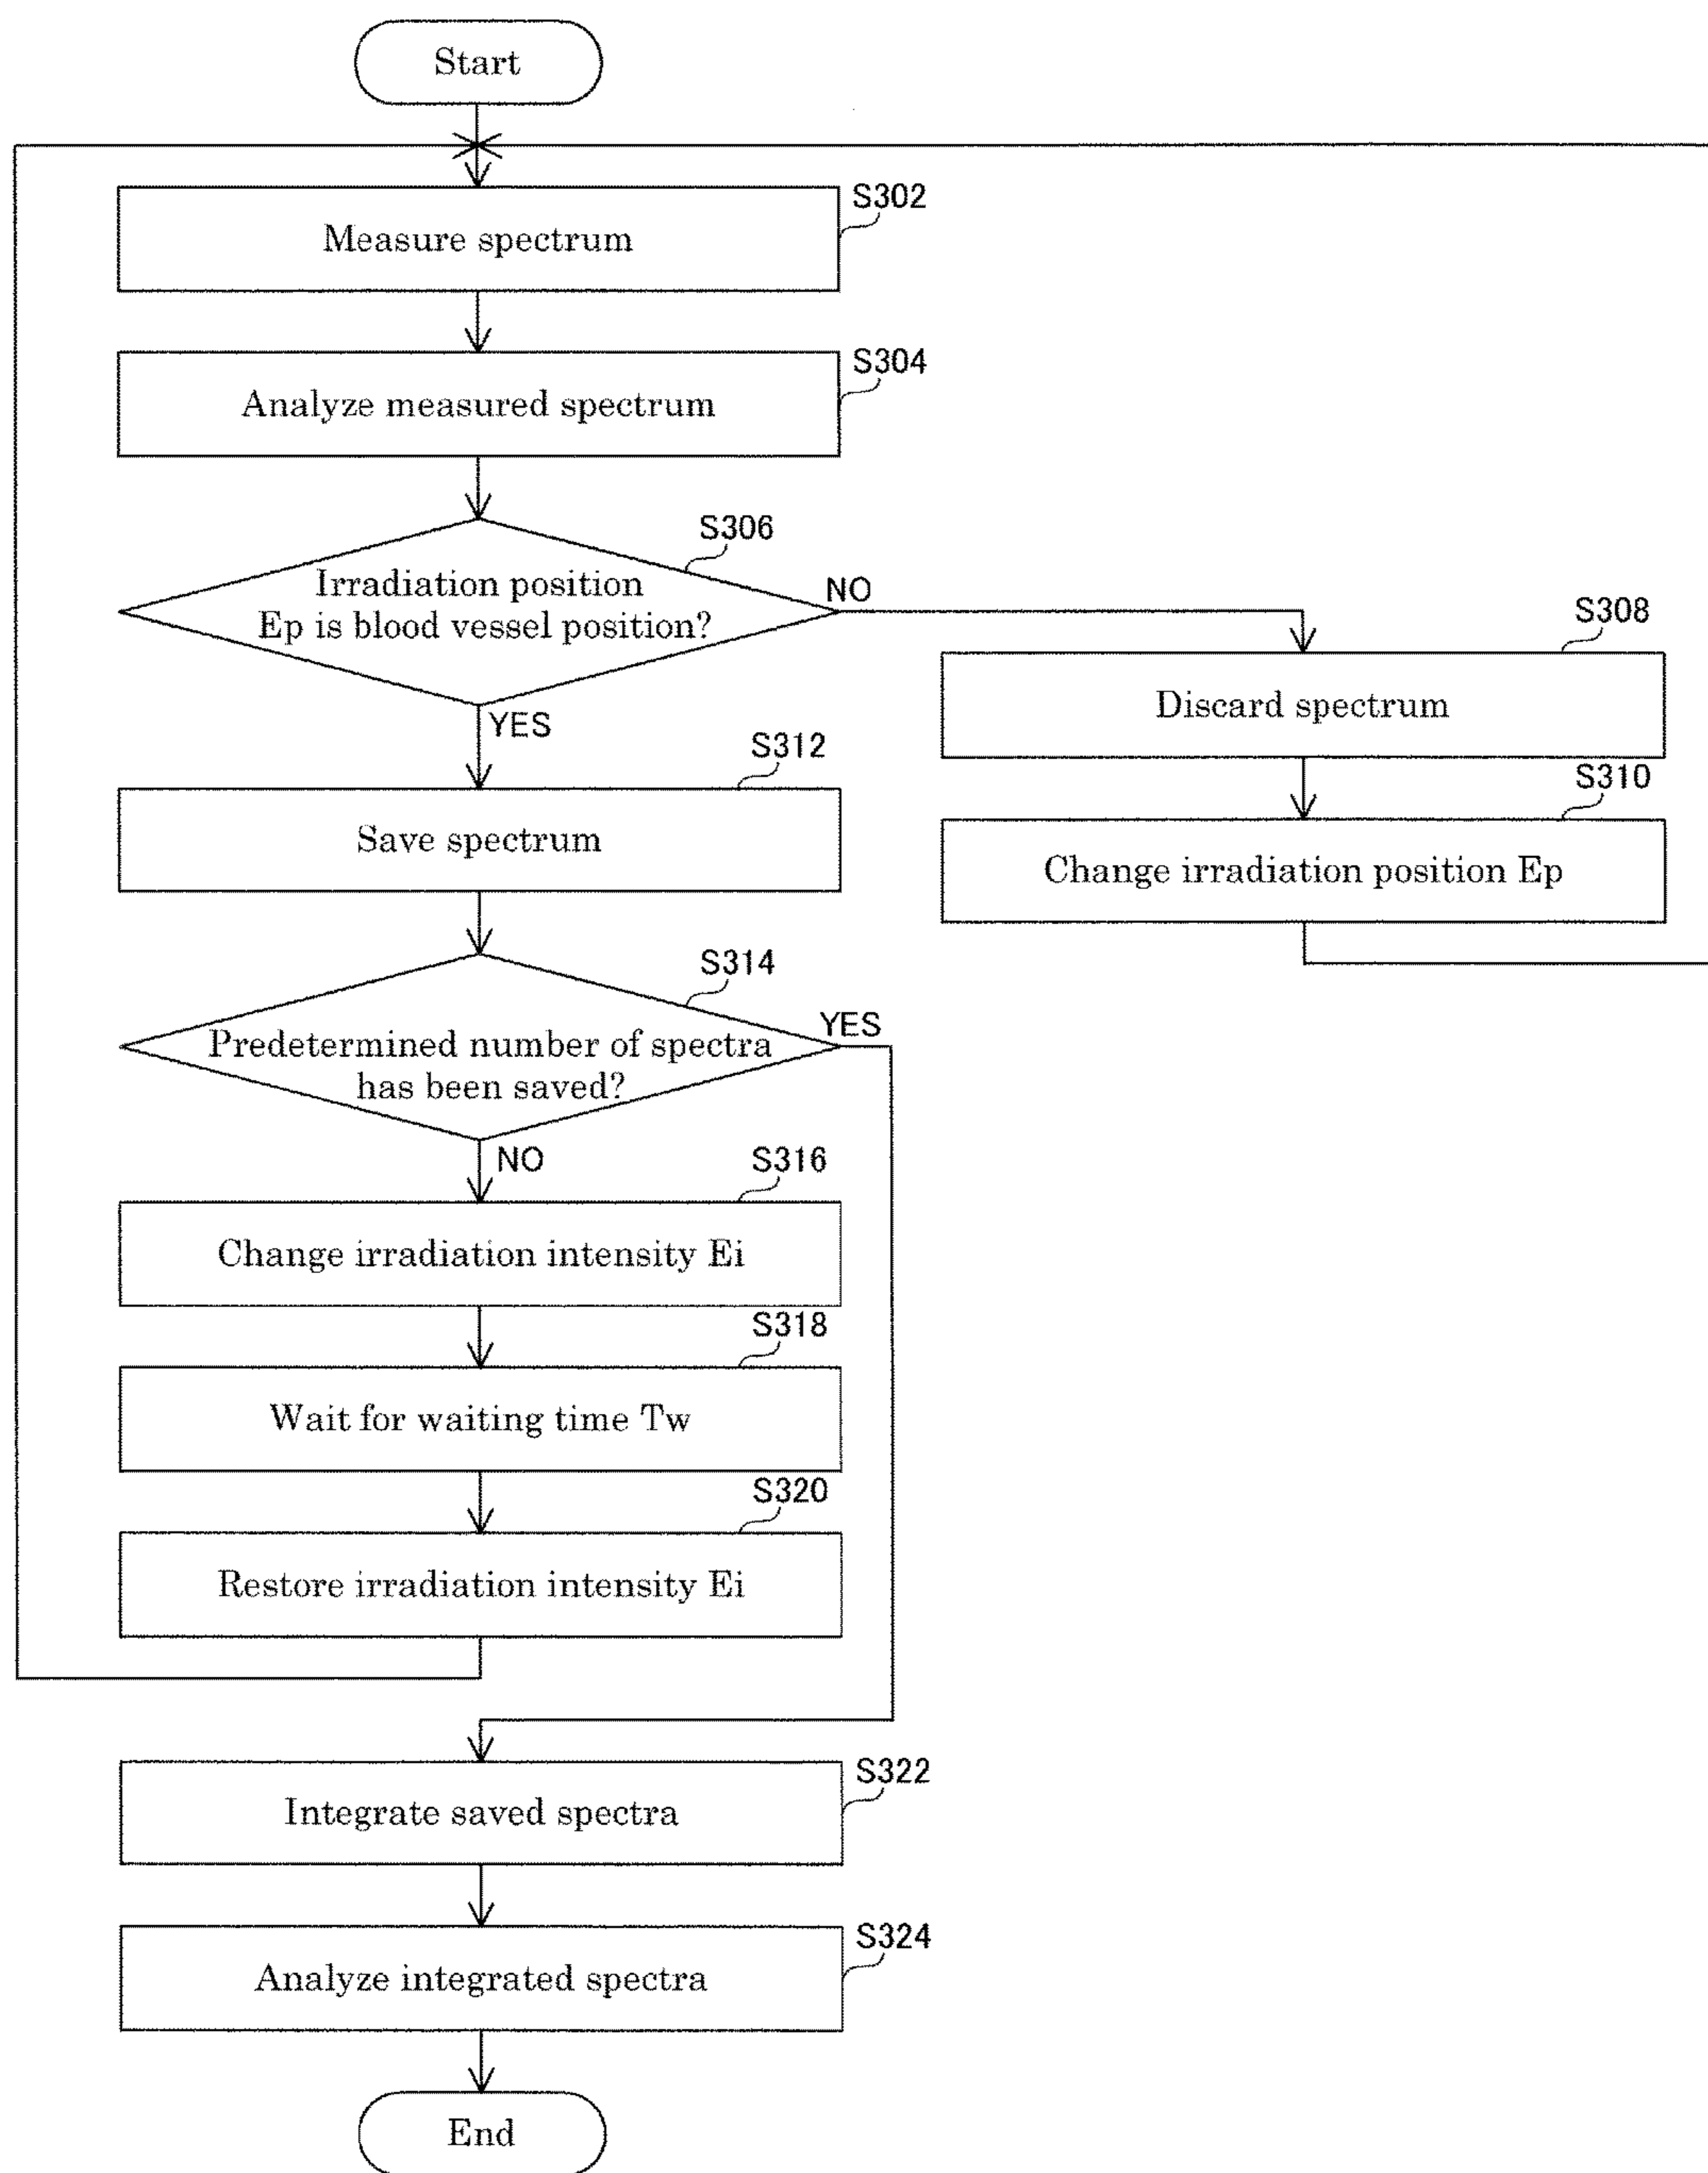 Start
S302
Measure spectrum
S304
Analyze measured spectrum
S306
Irradiation position
Ep is blood vessel position?
NO
S308
Discard spectrum
YES
S312
Save spectrum
S310
Change irradiation position Ep
S314
Predetermined number of spectra
has been saved?
YES
NO
S316
Change irradiation intensity Ei
S318
Wait for waiting time Tw
S320
Restore irradiation intensity Ei
S322
Integrate saved spectra
S324
Analyze integrated spectra
End